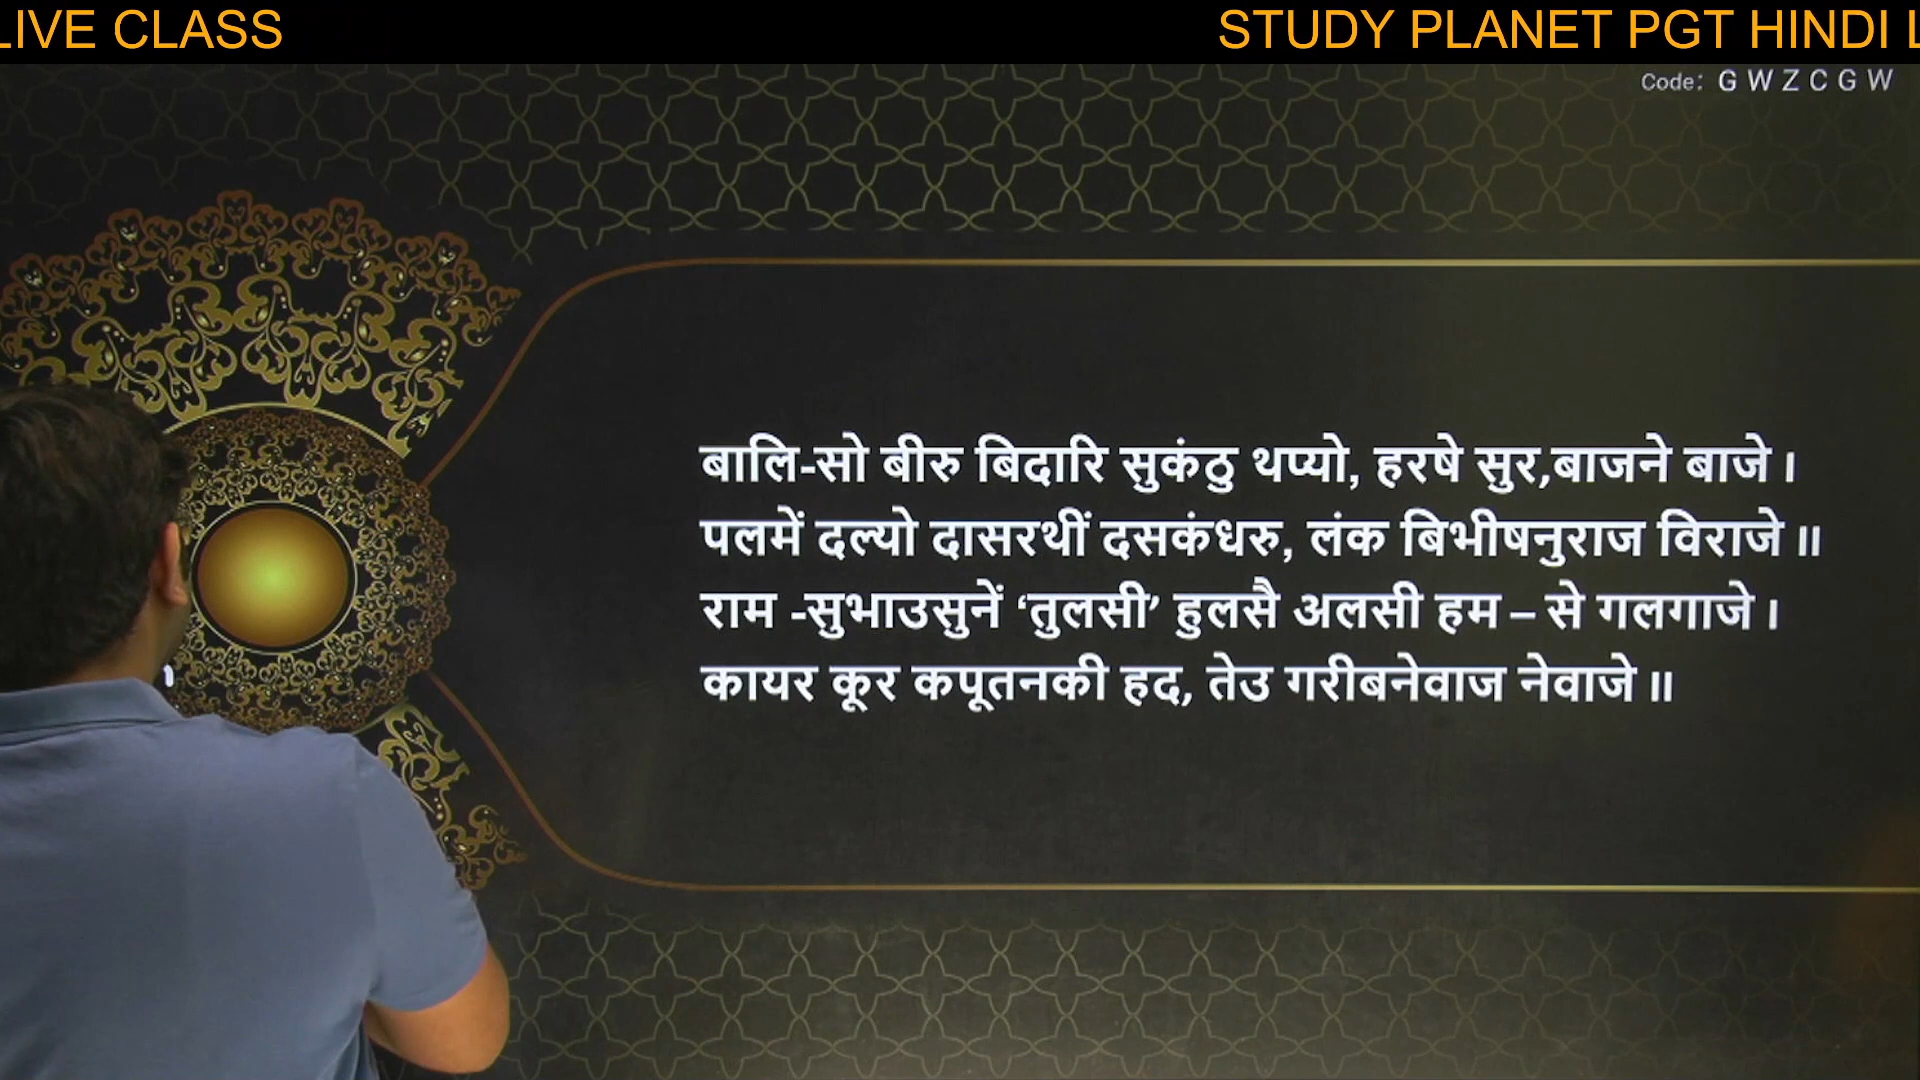 LIVE CLASS
STUDY PLANET PGT HINDI L
Code: G W Z C G W
बालि-सो बीरु बिदारि सुकंठु थप्यो, हरषे सुर,बाजने बाजे ।
पलमें दल्यो दासरथीं दसकंधरु, लंक बिभीषनुराज विराजे ॥
राम -सुभाउसुनें ‘तुलसी’ हुलसै अलसी हम – से गलगाजे ।
कायर कूर कपूतनकी हद, तेउ गरीबनेवाज नेवाजे ॥